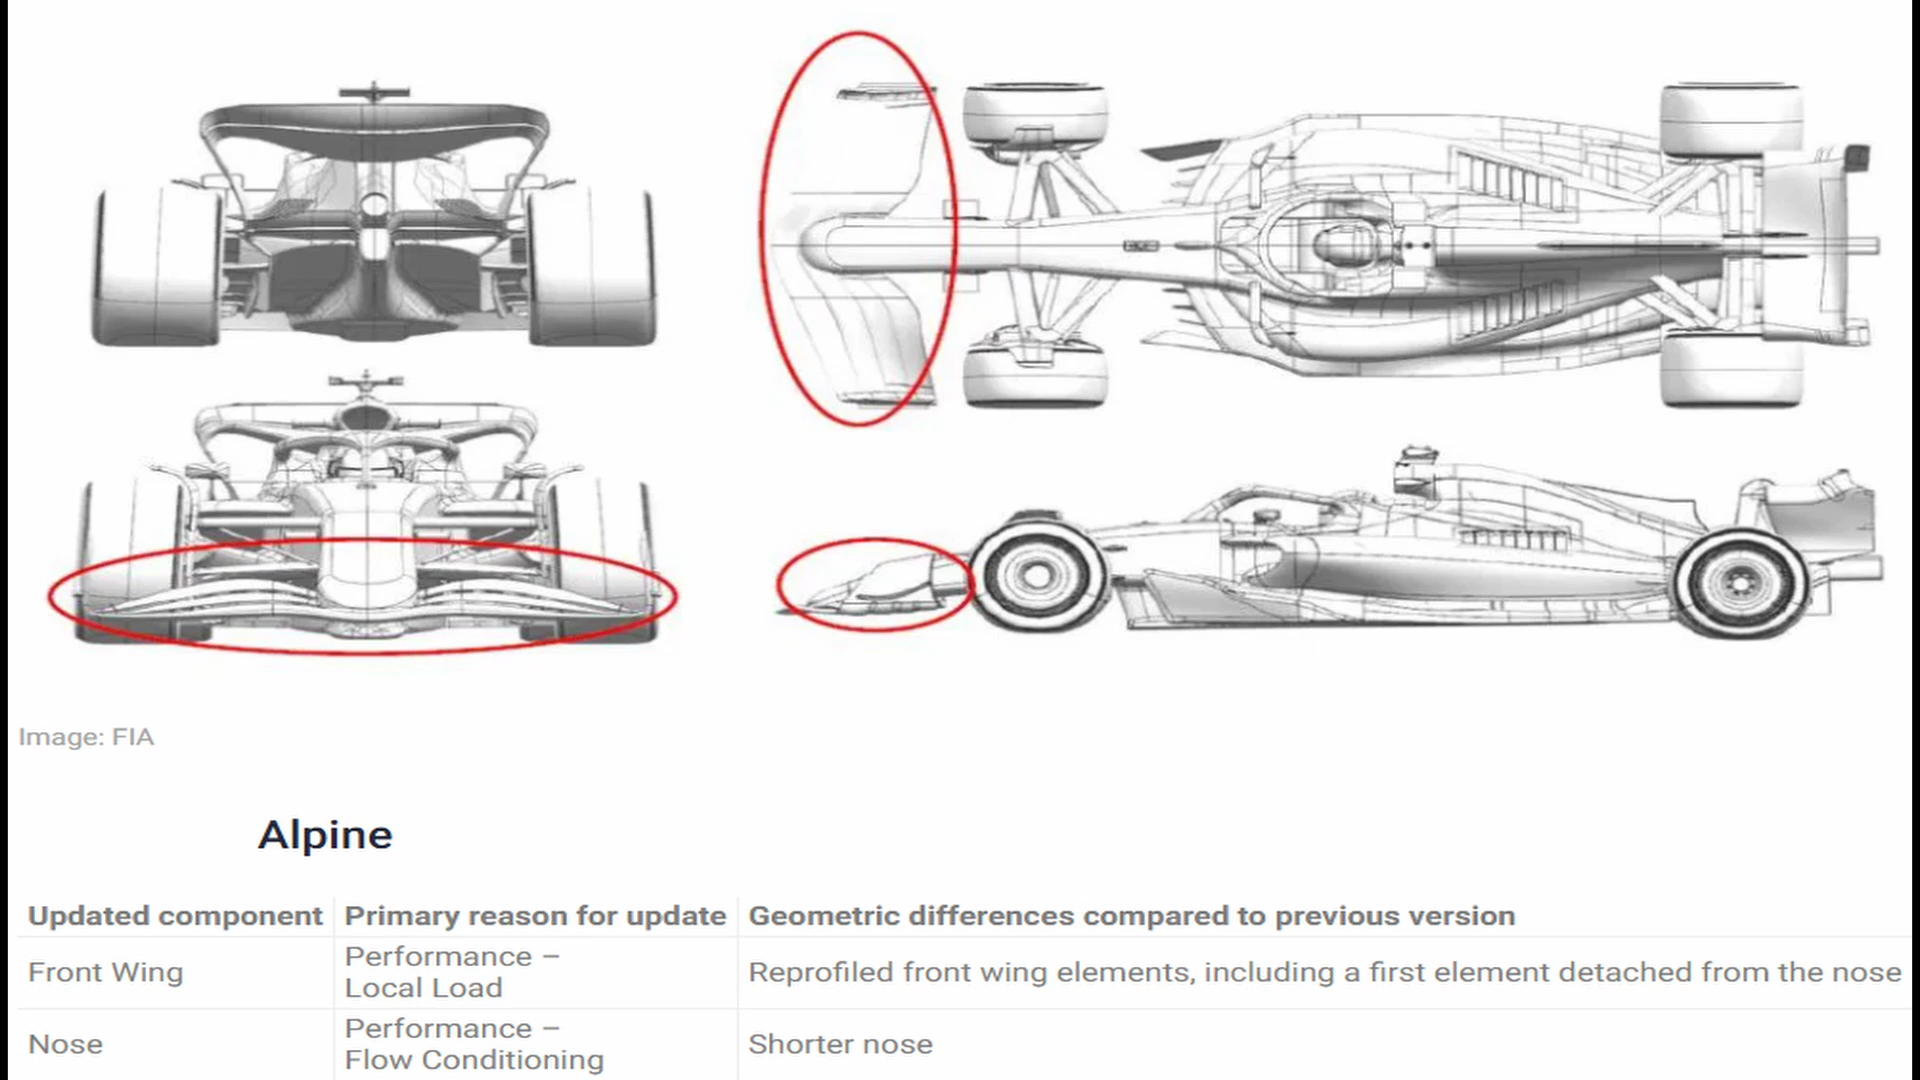 Image: FIA
Alpine
Updated component Primary reason for update Geometric differences compared to previous version
Front Wing Performance – Local Load Reprofiled front wing elements, including a first element detached from the nose
Nose Performance – Flow Conditioning Shorter nose